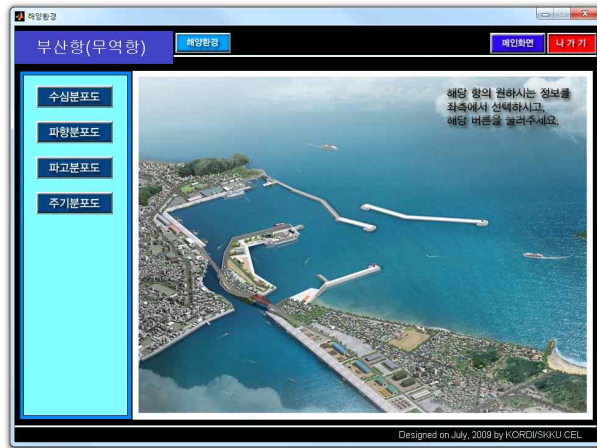 해양환경
부산항(무역항)
해양환경
메인화면
나 가 기
수심분포도
파향분포도
파고분포도
주기분포도
해당 항의 원하시는 정보를
좌측에서 선택하시고,
해당 버튼을 눌러주세요.
Designed on July, 2009 by KORDI/SKKU CEL